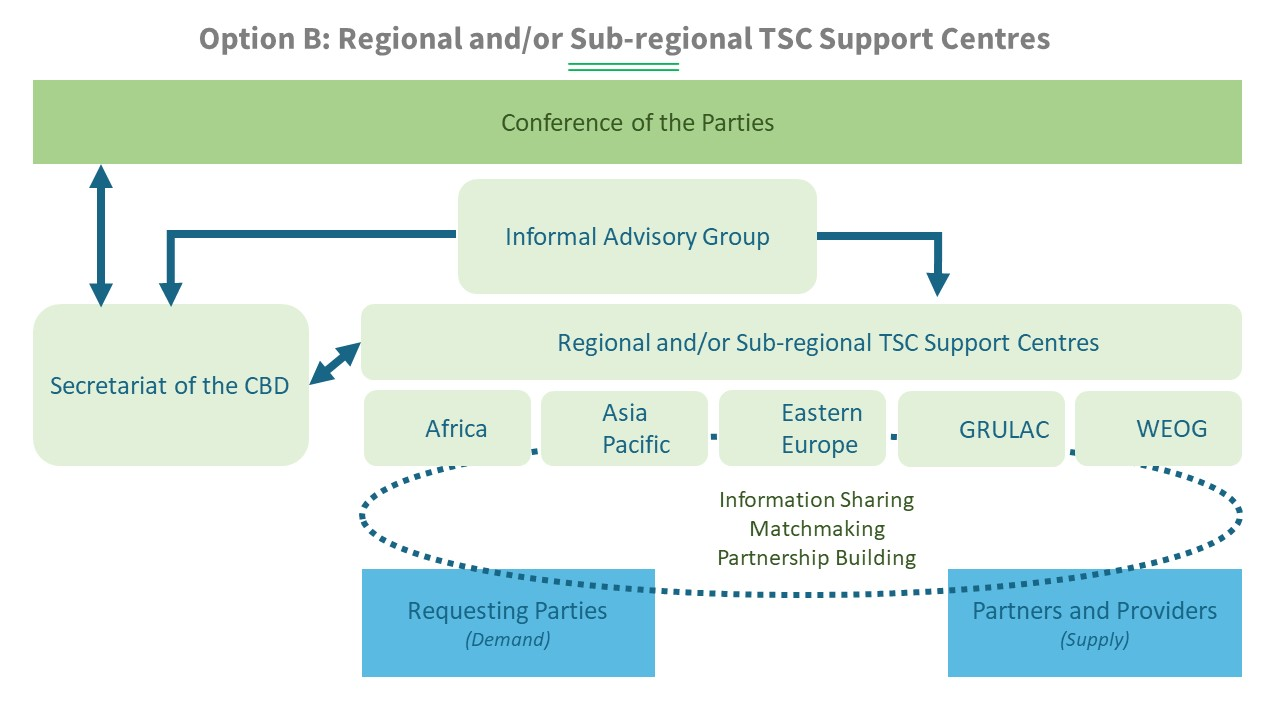 Option B: Regional and/or Sub-regional TSC Support Centres
Conference of the Parties
Informal Advisory Group
Regional and/or Sub-regional TSC Support Centres
Secretariat of the CBD
Africa
Asia
Pacific
Eastern
Europe
GRULAC
WEOG
Information Sharing
Matchmaking
Partnership Building
Requesting Parties
(Demand)
Partners and Providers
(Supply)